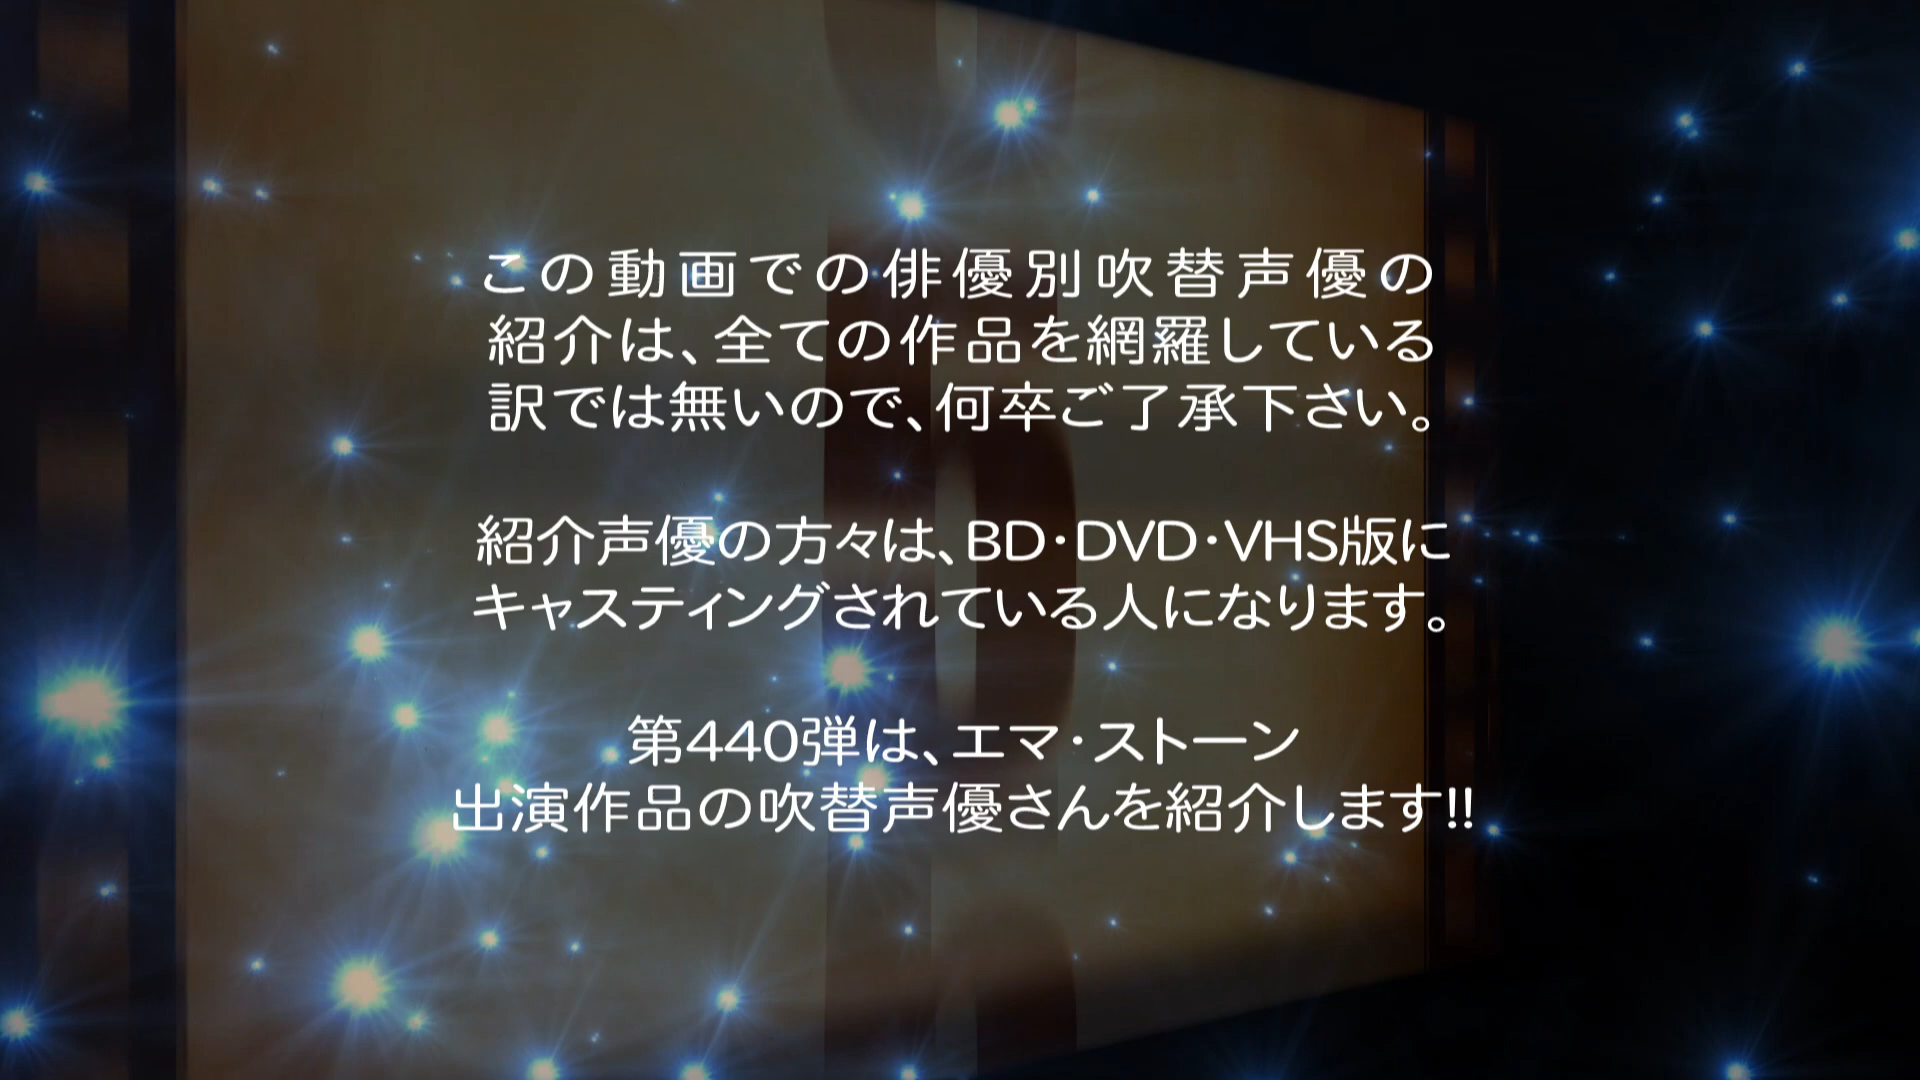 この動画での俳優別吹替声優の
紹介は、全ての作品を網羅している
訳では無いので、何卒ご了承下さい。
紹介声優の方々は、BD･DVD･VHS版に
キャスティングされている人になります。
第440弾は、エマ･ストーン
出演作品の吹替声優さんを紹介します!!